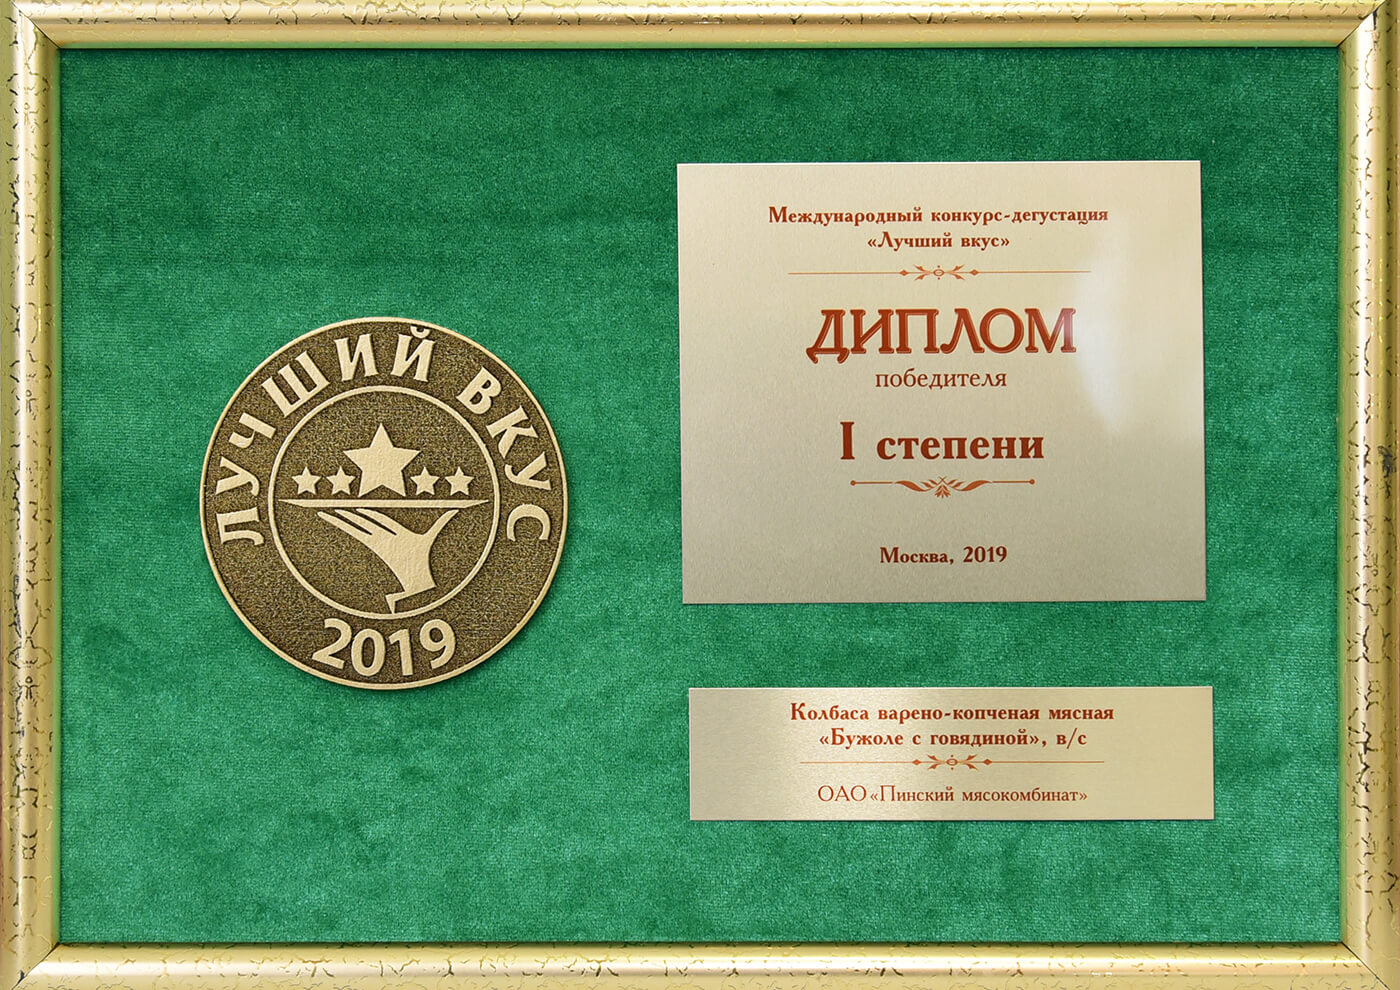 ЛУЧШИЙ ВКУС
2019
Международный конкурс-дегустация
«Лучший вкус»
ДИПЛОМ
победителя
I степени
Москва, 2019
Колбаса варено-копченая мясная
«Бужоле с говядиной», в/с
ОАО «Пинский мясокомбинат»